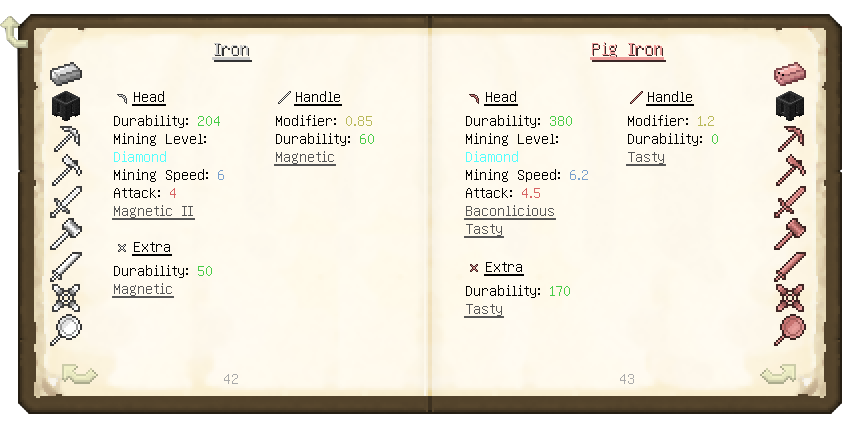 Iron
Head
Durability: 204
Mining Level:
Diamond
Mining Speed: 6
Attack: 4
Magnetic II
Handle
Modifier: 0.85
Durability: 60
Magnetic
Extra
Durability: 50
Magnetic
42
Pig Iron
Head
Durability: 380
Mining Level:
Diamond
Mining Speed: 6.2
Attack: 4.5
Baconlicious
Tasty
Handle
Modifier: 1.2
Durability: 0
Tasty
Extra
Durability: 170
Tasty
43